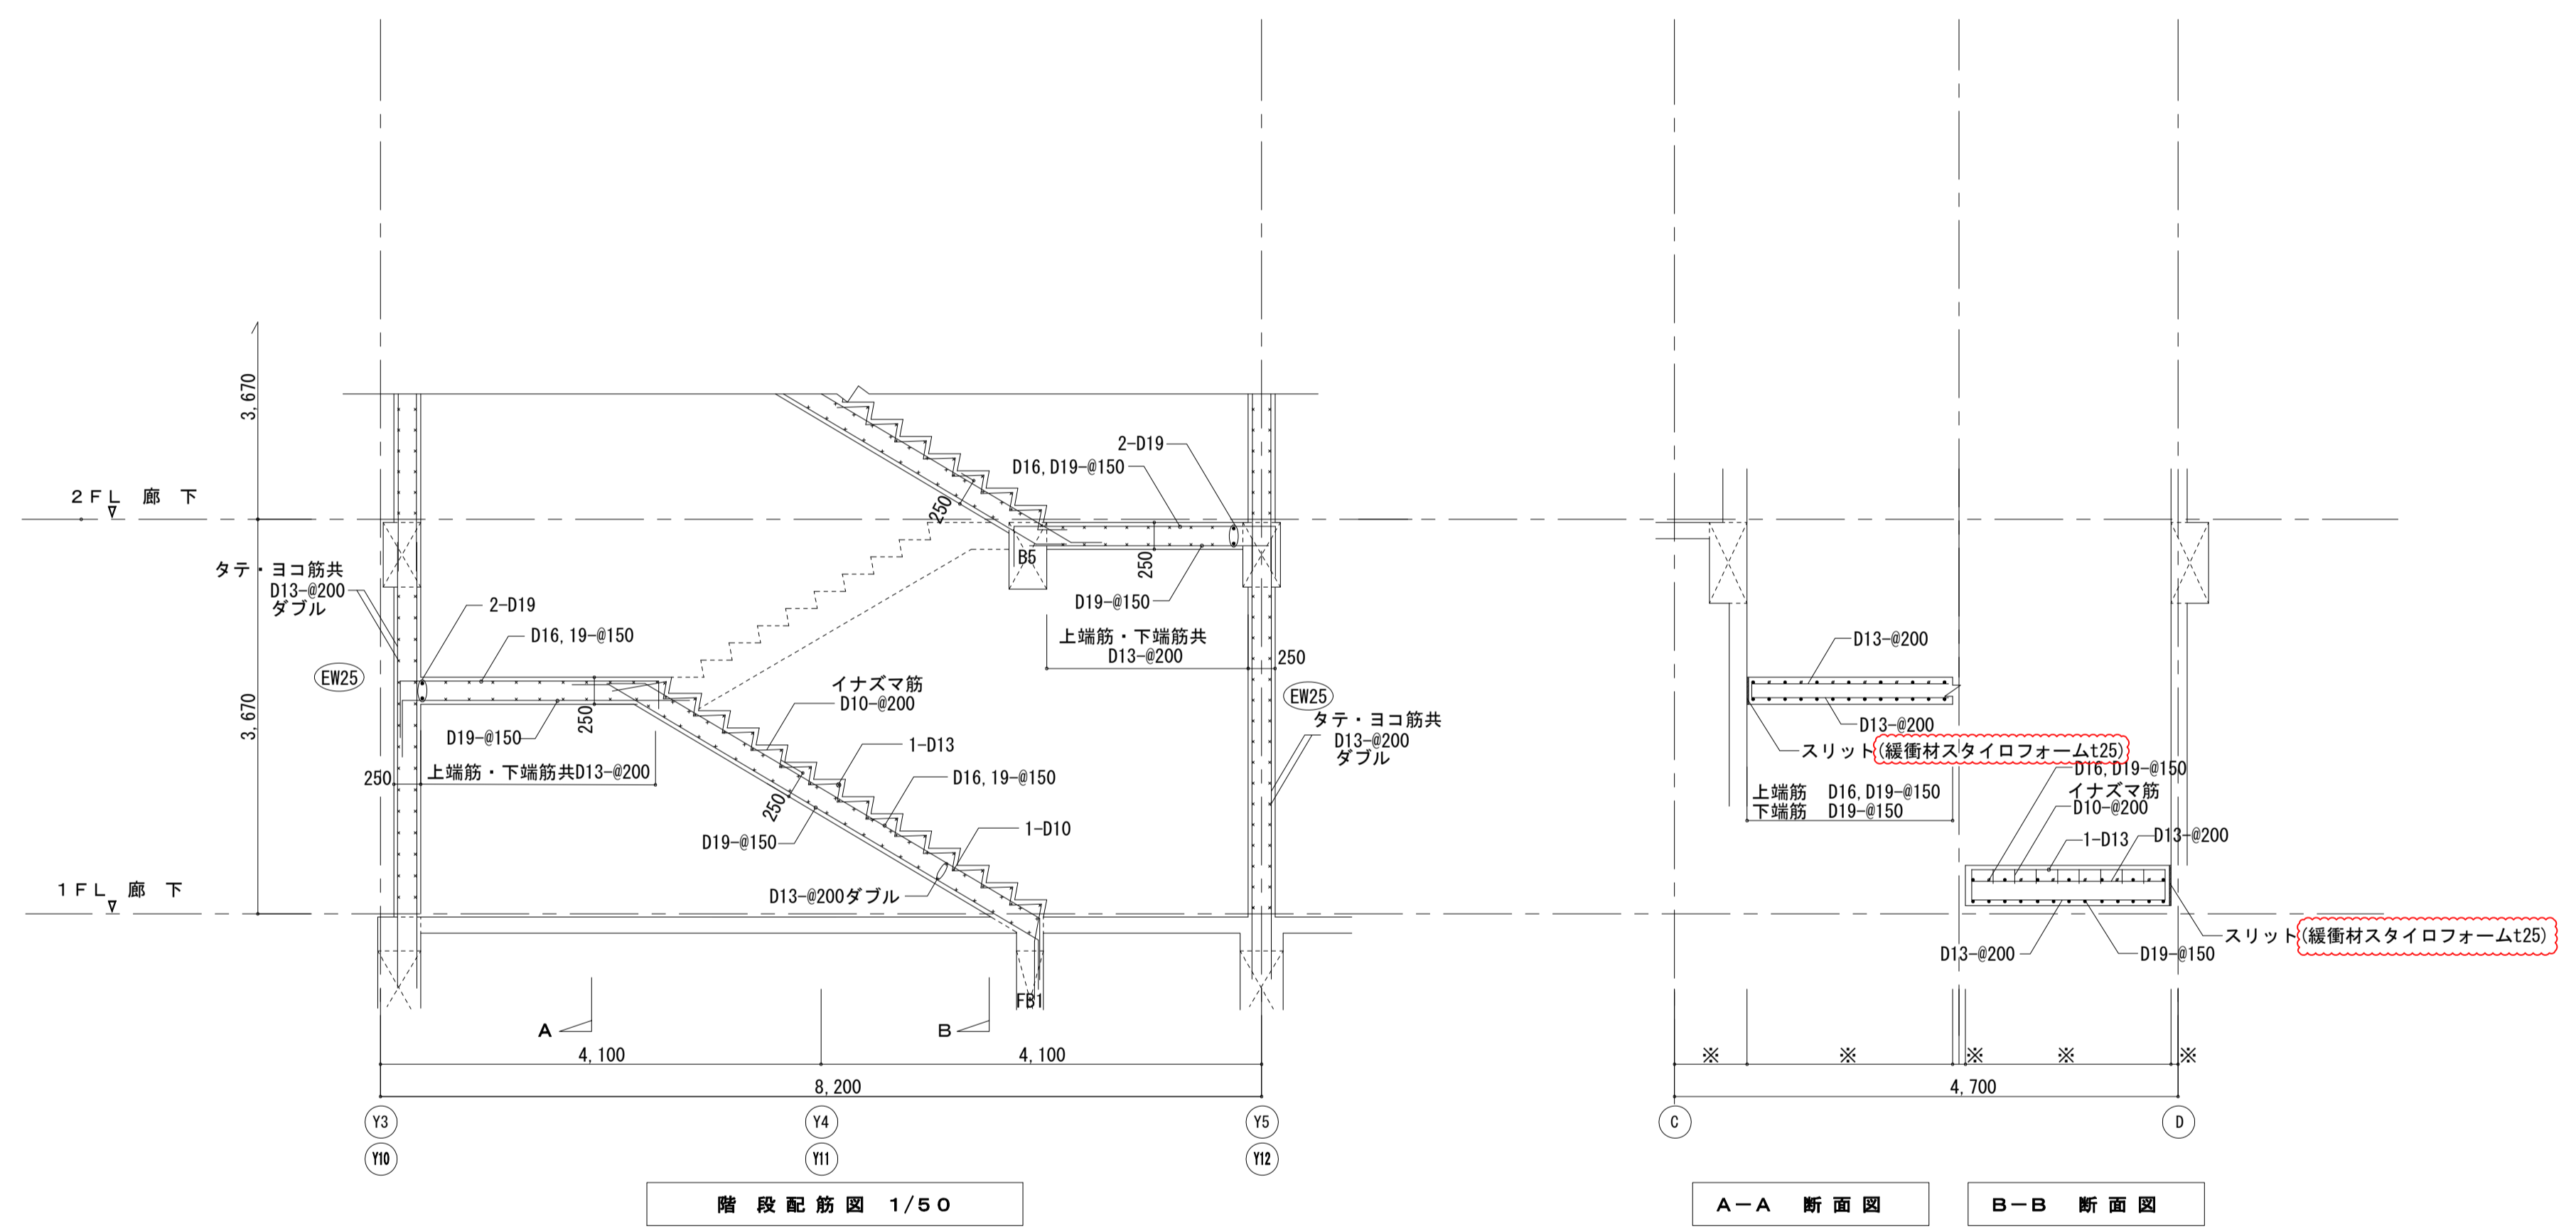 3,670
2FL 廊 下
タテ・ヨコ筋共
D13-@200
ダブル
EW25
3,670
1FL 廊 下
2-D19
D16,19-@150
D19-@150
250
250
上端筋・下端筋共D13-@200
250
2-D19
D16,D19-@150
B5
250
D19-@150
上端筋・下端筋共
D13-@200
250
EW25
タテ・ヨコ筋共
D13-@200
ダブル
イナズマ筋
D10-@200
1-D13
D16,19-@150
250
D19-@150
1-D10
D13-@200ダブル
FB1
A
B
4,100
4,100
8,200
Y3
Y4
Y5
Y10
Y11
Y12
階 段 配 筋 図 1/50
D13-@200
D13-@200
スリット(緩衝材スタイロフォームt25)
D16,D19-@150
上端筋 D16,D19-@150
下端筋 D19-@150
イナズマ筋
D10-@200
1-D13
D13-@200
スリット(緩衝材スタイロフォームt25)
D13-@200
D19-@150
※ ※ ※ ※ ※
4,700
C
D
A-A 断 面 図
B-B 断 面 図